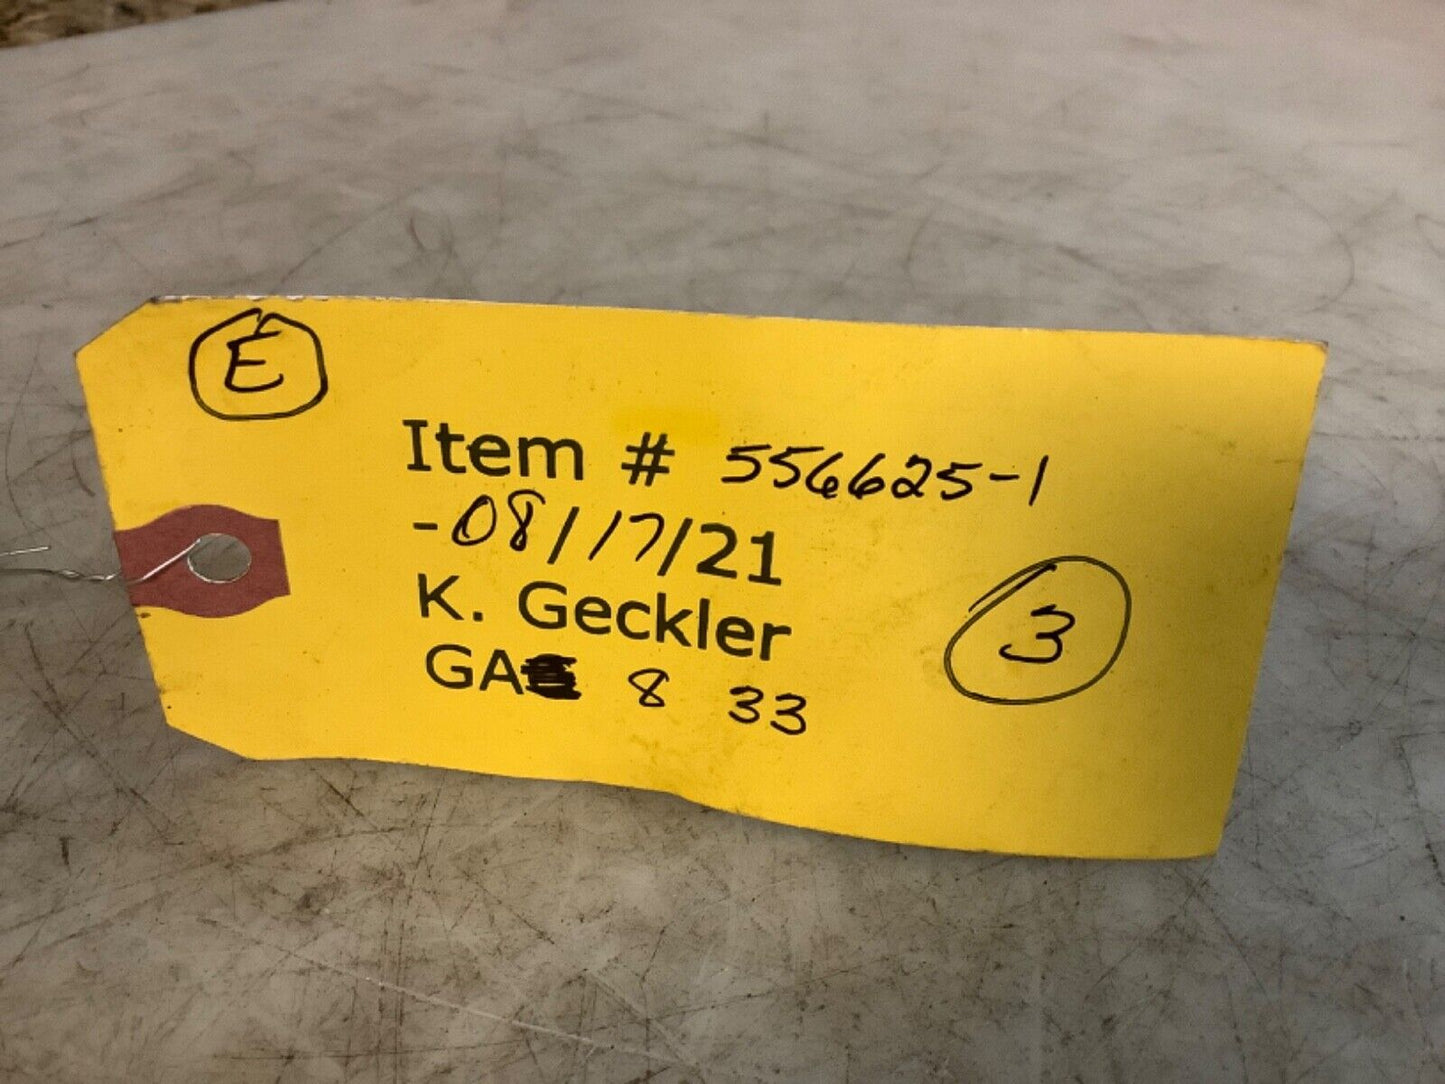 E
Item # 556625-1
-08/17/21
K. Geckler
GA 8 33
3